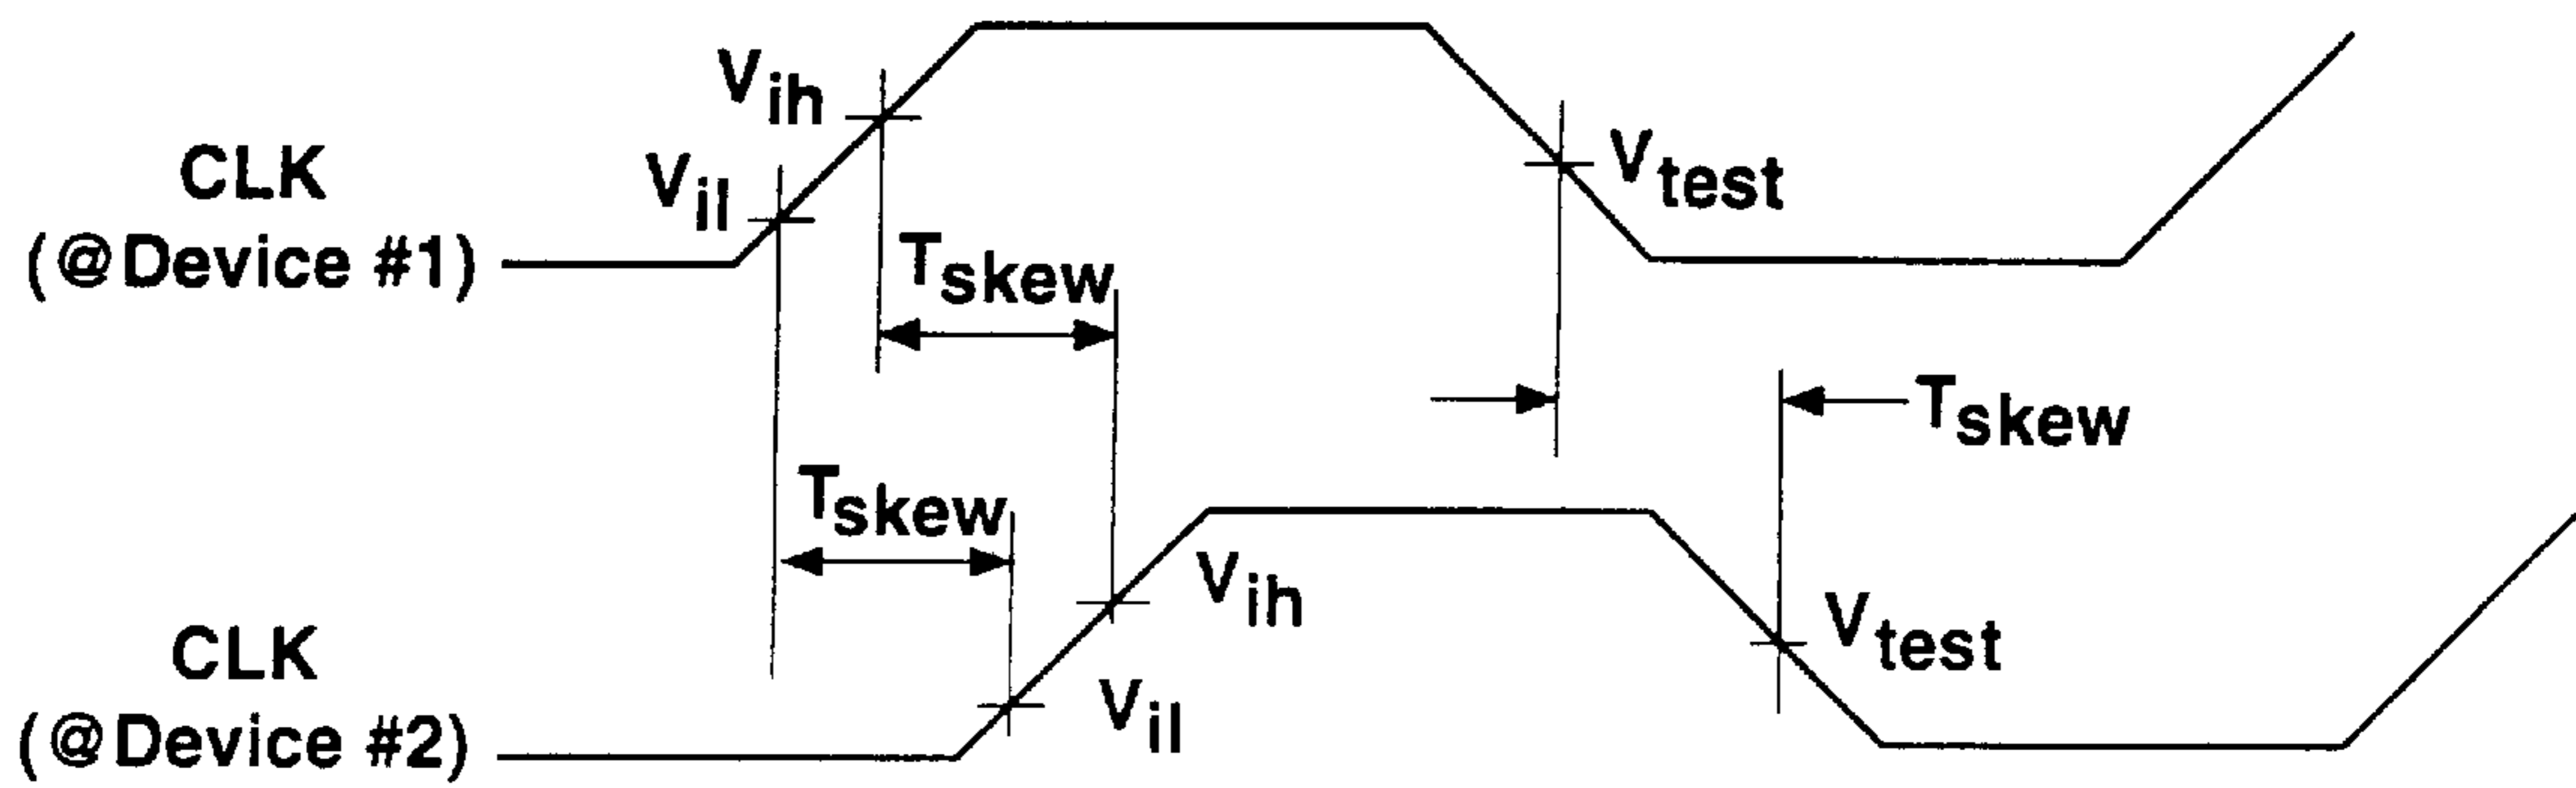 Vih
CLK
Vil
Vtest
(@Device #1)
Tskew
Tskew
Tskew
Vih
CLK
Vtest
Vil
(@Device #2)